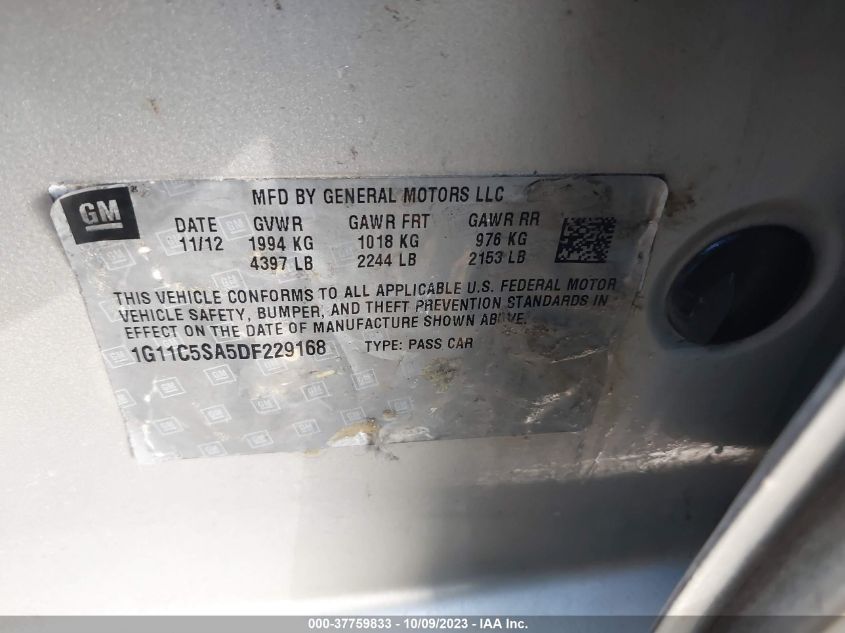 GM
MFD BY GENERAL MOTORS LLC
DATE GVWR GAWR FRT GAWR RR
11/12 1994 KG 1018 KG 976 KG
4397 LB 2244 LB 2153 LB
THIS VEHICLE CONFORMS TO ALL APPLICABLE U.S. FEDERAL MOTOR
VEHICLE SAFETY, BUMPER, AND THEFT PREVENTION STANDARDS IN
EFFECT ON THE DATE OF MANUFACTURE SHOWN ABOVE.
1G11C5SA5DF229168 TYPE: PASS CAR
000-37759833 - 10/09/2023 - IAA Inc.